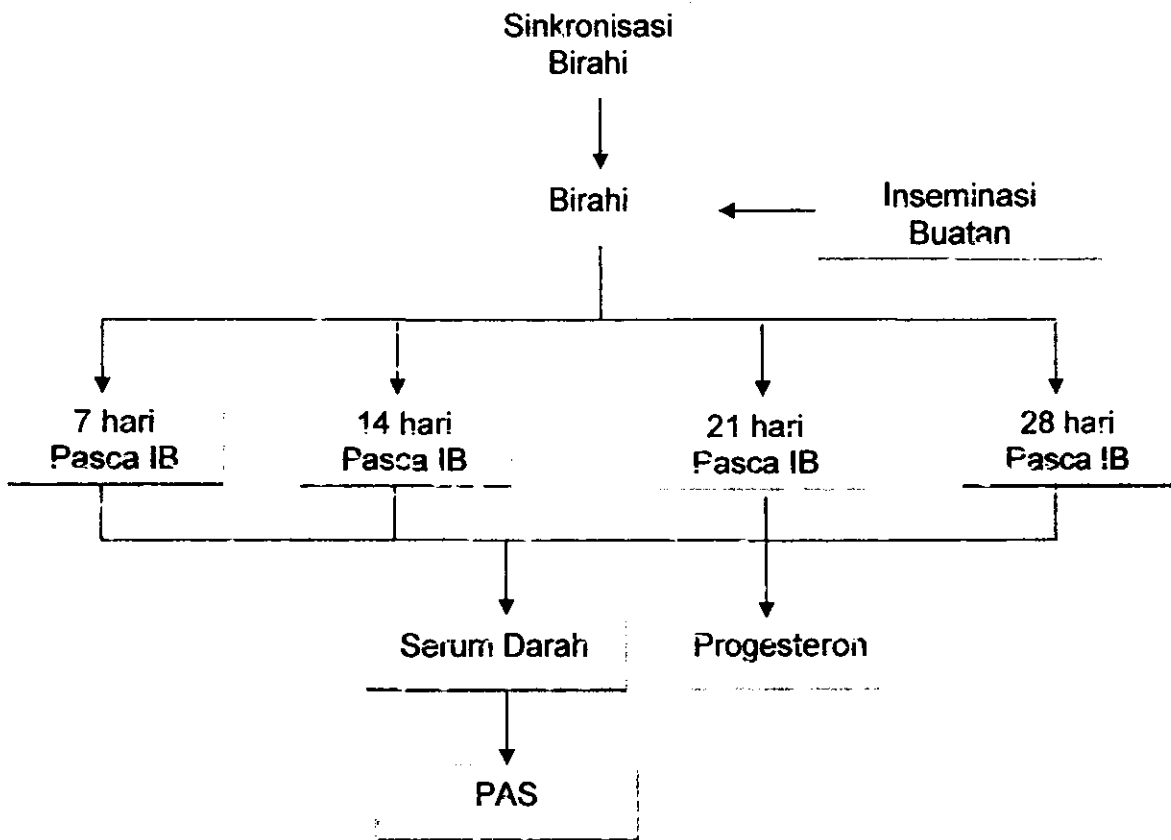 Sinkronisasi
Birahi
Birahi
Inseminasi
Buatan
7 hari
Pasca IB
14 hari
Pasca IB
21 hari
Pasca IB
28 hari
Pasca IB
Serum Darah
Progesteron
PAS